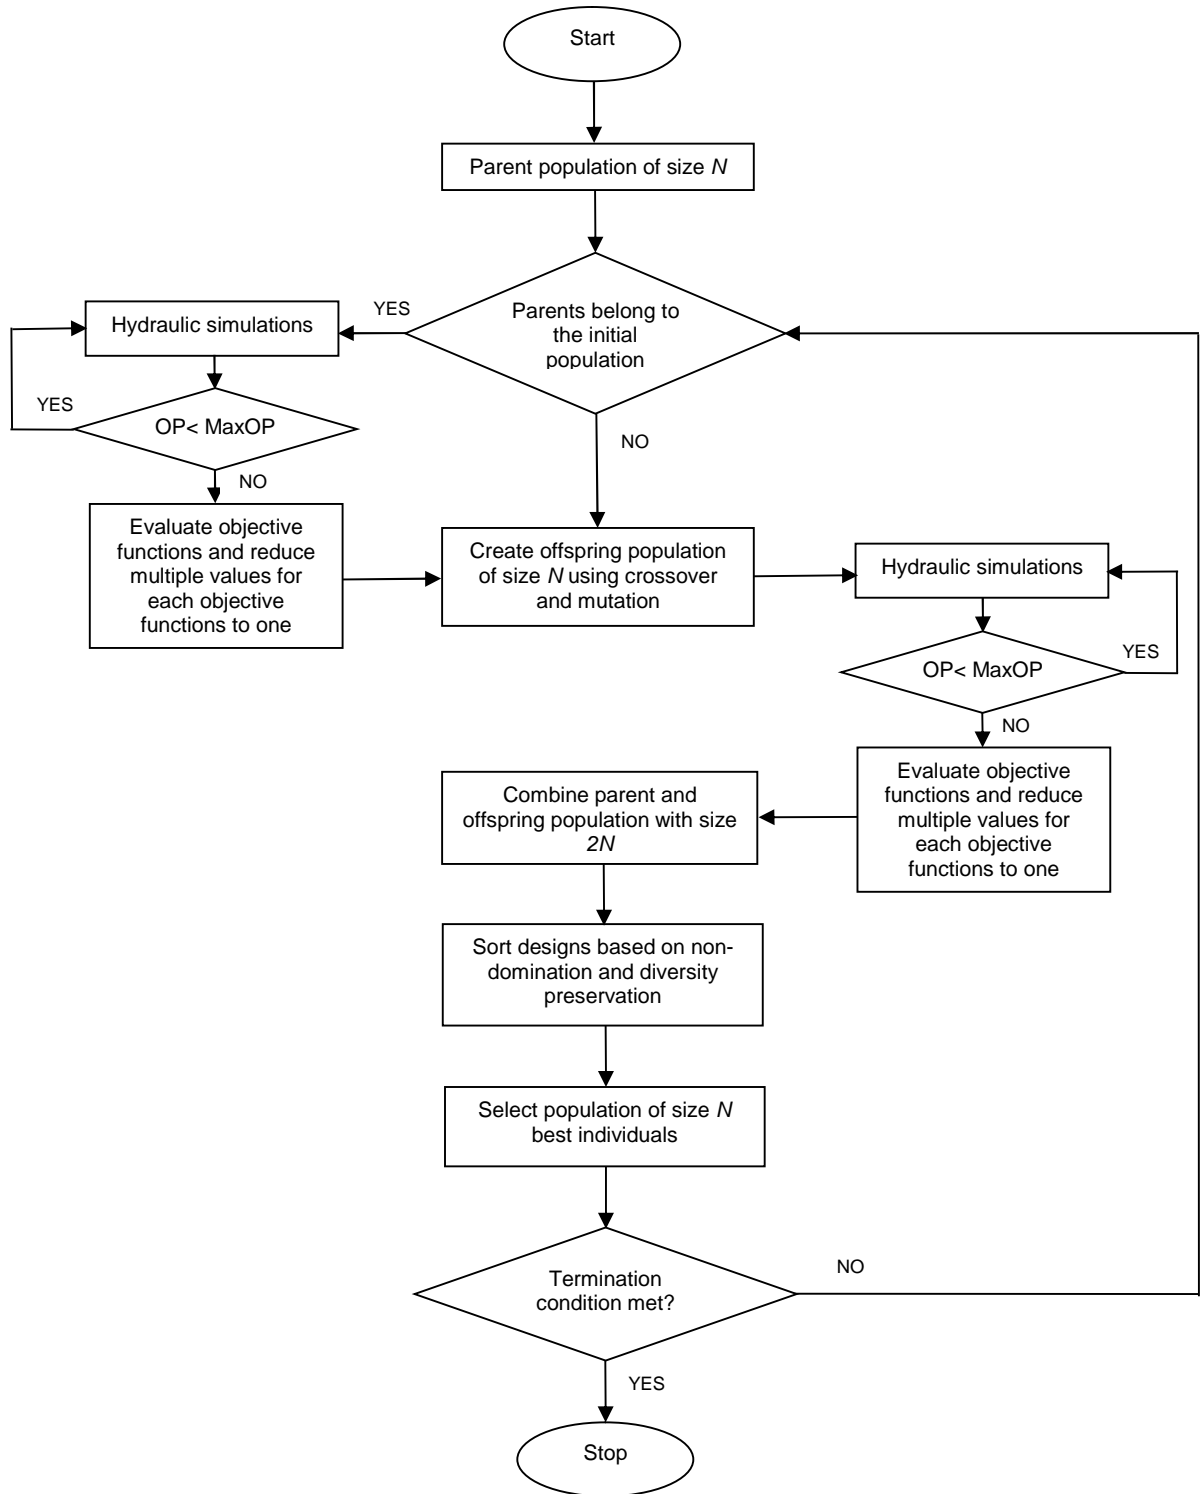 Start
Parent population of size N
Parents belong to
the initial
population
YES
Hydraulic simulations
YES
OP< MaxOP
NO
NO
Evaluate objective
functions and reduce
multiple values for
each objective
functions to one
Create offspring population
of size N using crossover
and mutation
Hydraulic simulations
YES
OP< MaxOP
NO
Evaluate objective
functions and reduce
multiple values for
each objective
functions to one
Combine parent and
offspring population with size
2N
Sort designs based on non-
domination and diversity
preservation
Select population of size N
best individuals
Termination
condition met?
NO
YES
Stop